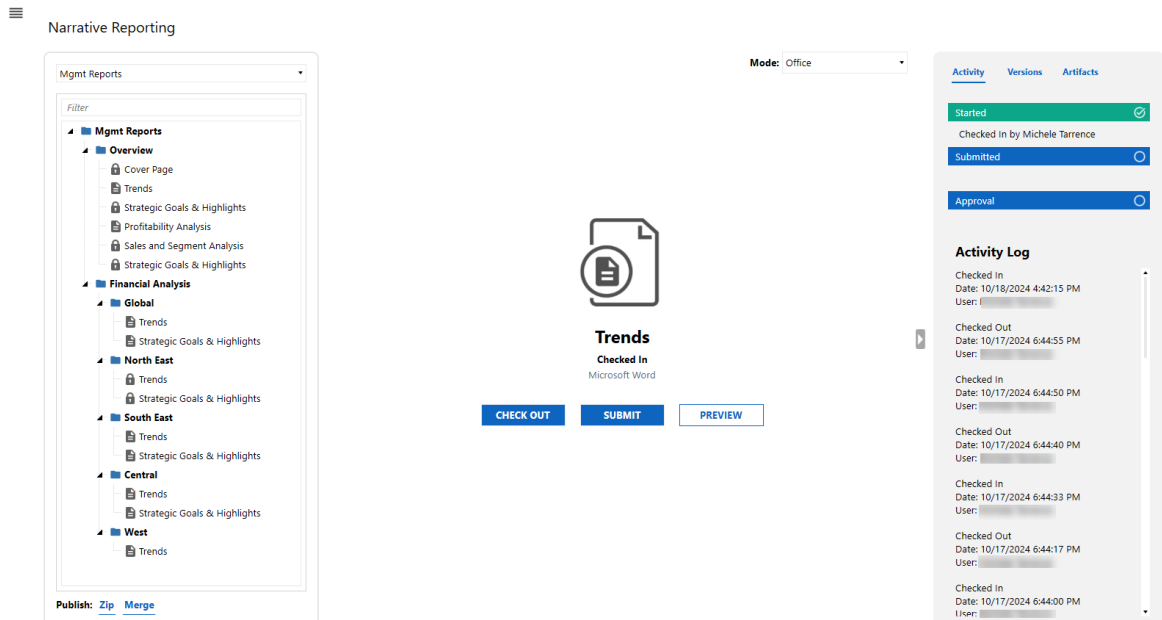 Narrative Reporting
Mgmt Reports
Filter
Mgmt Reports
Overview
Cover Page
Trends
Strategic Goals & Highlights
Profitability Analysis
Sales and Segment Analysis
Strategic Goals & Highlights
Financial Analysis
Global
Trends
Strategic Goals & Highlights
North East
Trends
Strategic Goals & Highlights
South East
Trends
Strategic Goals & Highlights
Central
Trends
Strategic Goals & Highlights
West
Trends
Publish: Zip Merge
Mode: Office
Trends
Checked In
Microsoft Word
CHECK OUT SUBMIT PREVIEW
Activity Versions Artifacts
Started
Checked In by Michele Tarrence
Submitted
Approval
Activity Log
Checked In
Date: 10/18/2024 4:42:15 PM
User:
Checked Out
Date: 10/17/2024 6:44:55 PM
User:
Checked In
Date: 10/17/2024 6:44:50 PM
User:
Checked Out
Date: 10/17/2024 6:44:40 PM
User:
Checked In
Date: 10/17/2024 6:44:33 PM
User:
Checked Out
Date: 10/17/2024 6:44:17 PM
User:
Checked In
Date: 10/17/2024 6:44:00 PM
User: